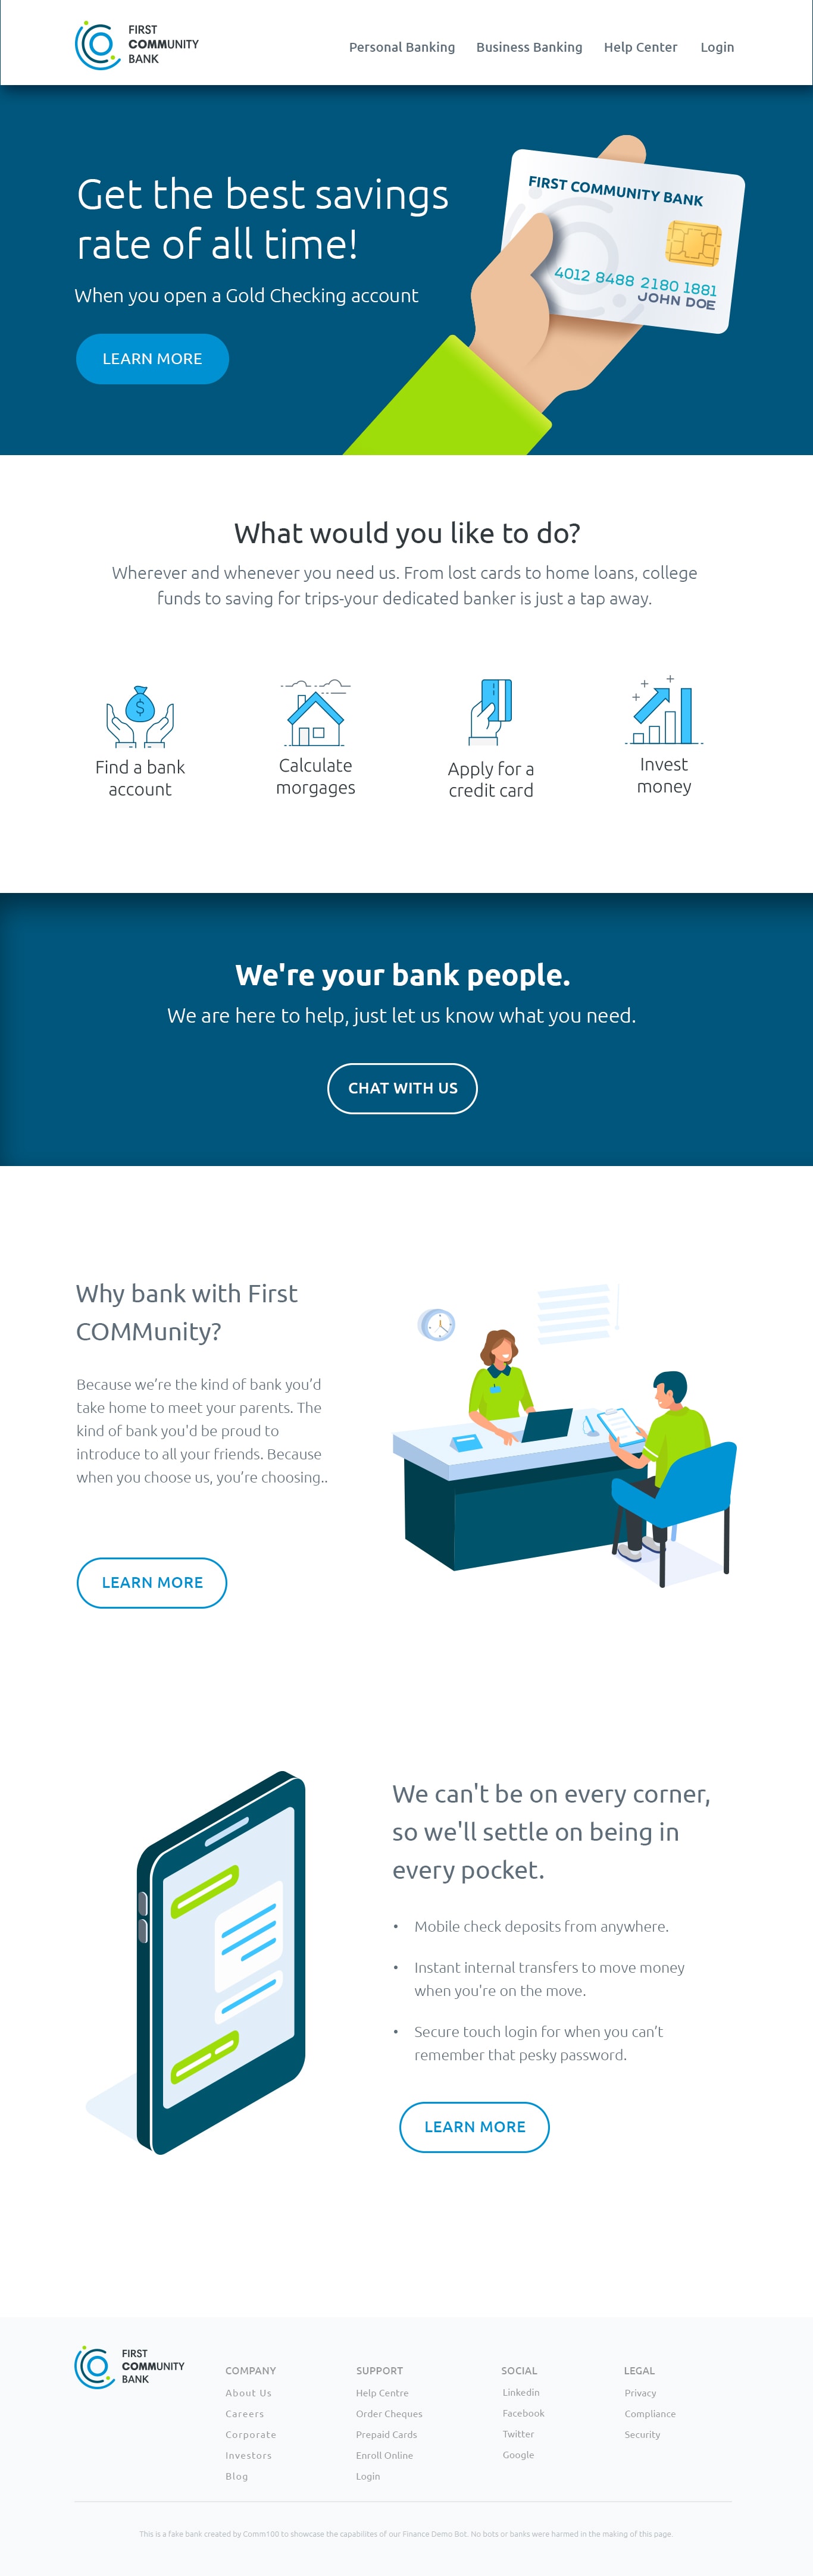 FIRST
COMMUNITY
BANK
Personal Banking
Business Banking
Help Center
Login
Get the best savings
rate of all time!
When you open a Gold Checking account
LEARN MORE
FIRST COMMUNITY BANK
4012 8488 2180 1881
JOHN DOE
What would you like to do?
Wherever and whenever you need us. From lost cards to home loans, college
funds to saving for trips-your dedicated banker is just a tap away.
$
Find a bank
account
Calculate
morgages
Apply for a
credit card
Invest
money
We're your bank people.
We are here to help, just let us know what you need.
CHAT WITH US
Why bank with First
COMMunity?
Because we’re the kind of bank you’d
take home to meet your parents. The
kind of bank you'd be proud to
introduce to all your friends. Because
when you choose us, you’re choosing..
LEARN MORE
We can't be on every corner,
so we'll settle on being in
every pocket.
• Mobile check deposits from anywhere.
• Instant internal transfers to move money
when you're on the move.
• Secure touch login for when you can’t
remember that pesky password.
LEARN MORE
FIRST
COMMUNITY
BANK
COMPANY
About Us
Careers
Corporate
Investors
Blog
SUPPORT
Help Centre
Order Cheques
Prepaid Cards
Enroll Online
Login
SOCIAL
Linkedin
Facebook
Twitter
Google
LEGAL
Privacy
Compliance
Security
This is a fake bank created by Comm100 to showcase the capabilites of our Finance Demo Bot. No bots or banks were harmed in the making of this page.